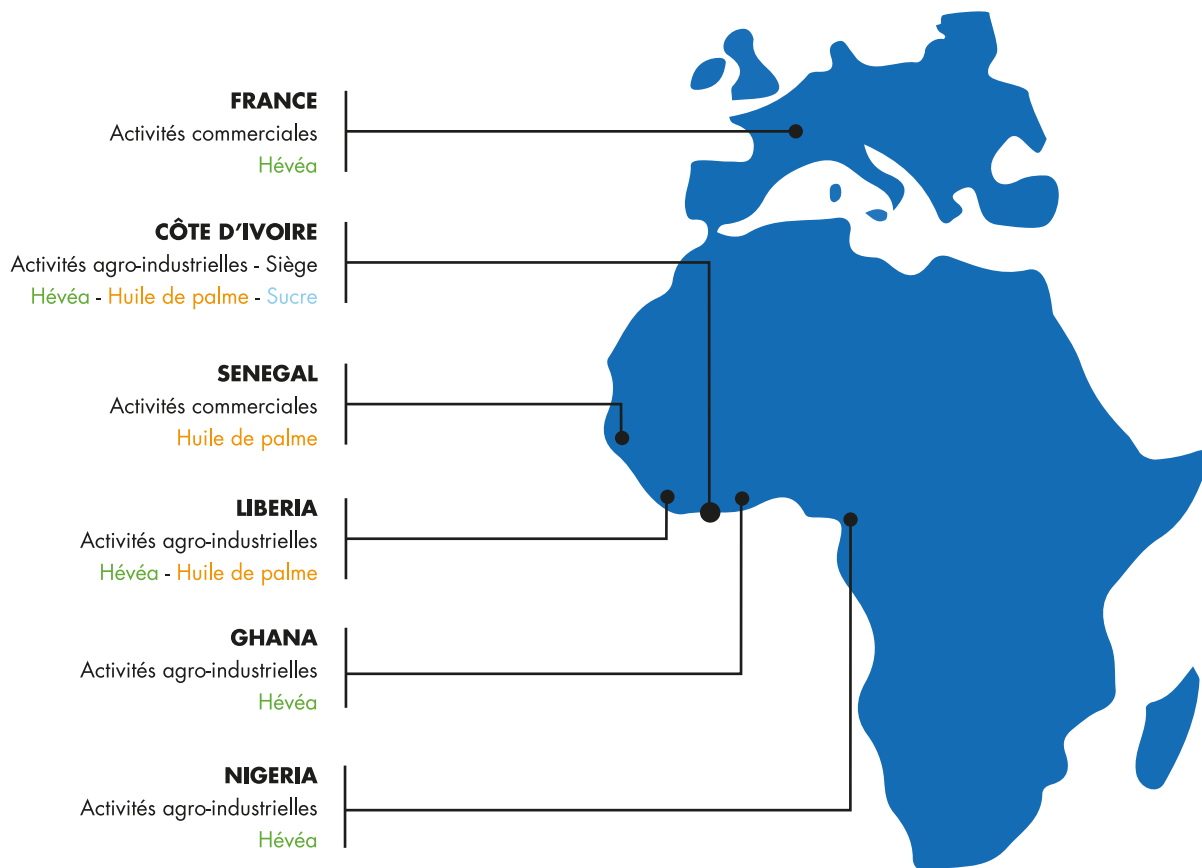 FRANCE
Activités commerciales
Hévéa
CÔTE D'IVOIRE
Activités agro-industrielles - Siège
Hévéa - Huile de palme - Sucre
SENEGAL
Activités commerciales
Huile de palme
LIBERIA
Activités agro-industrielles
Hévéa - Huile de palme
GHANA
Activités agro-industrielles
Hévéa
NIGERIA
Activités agro-industrielles
Hévéa